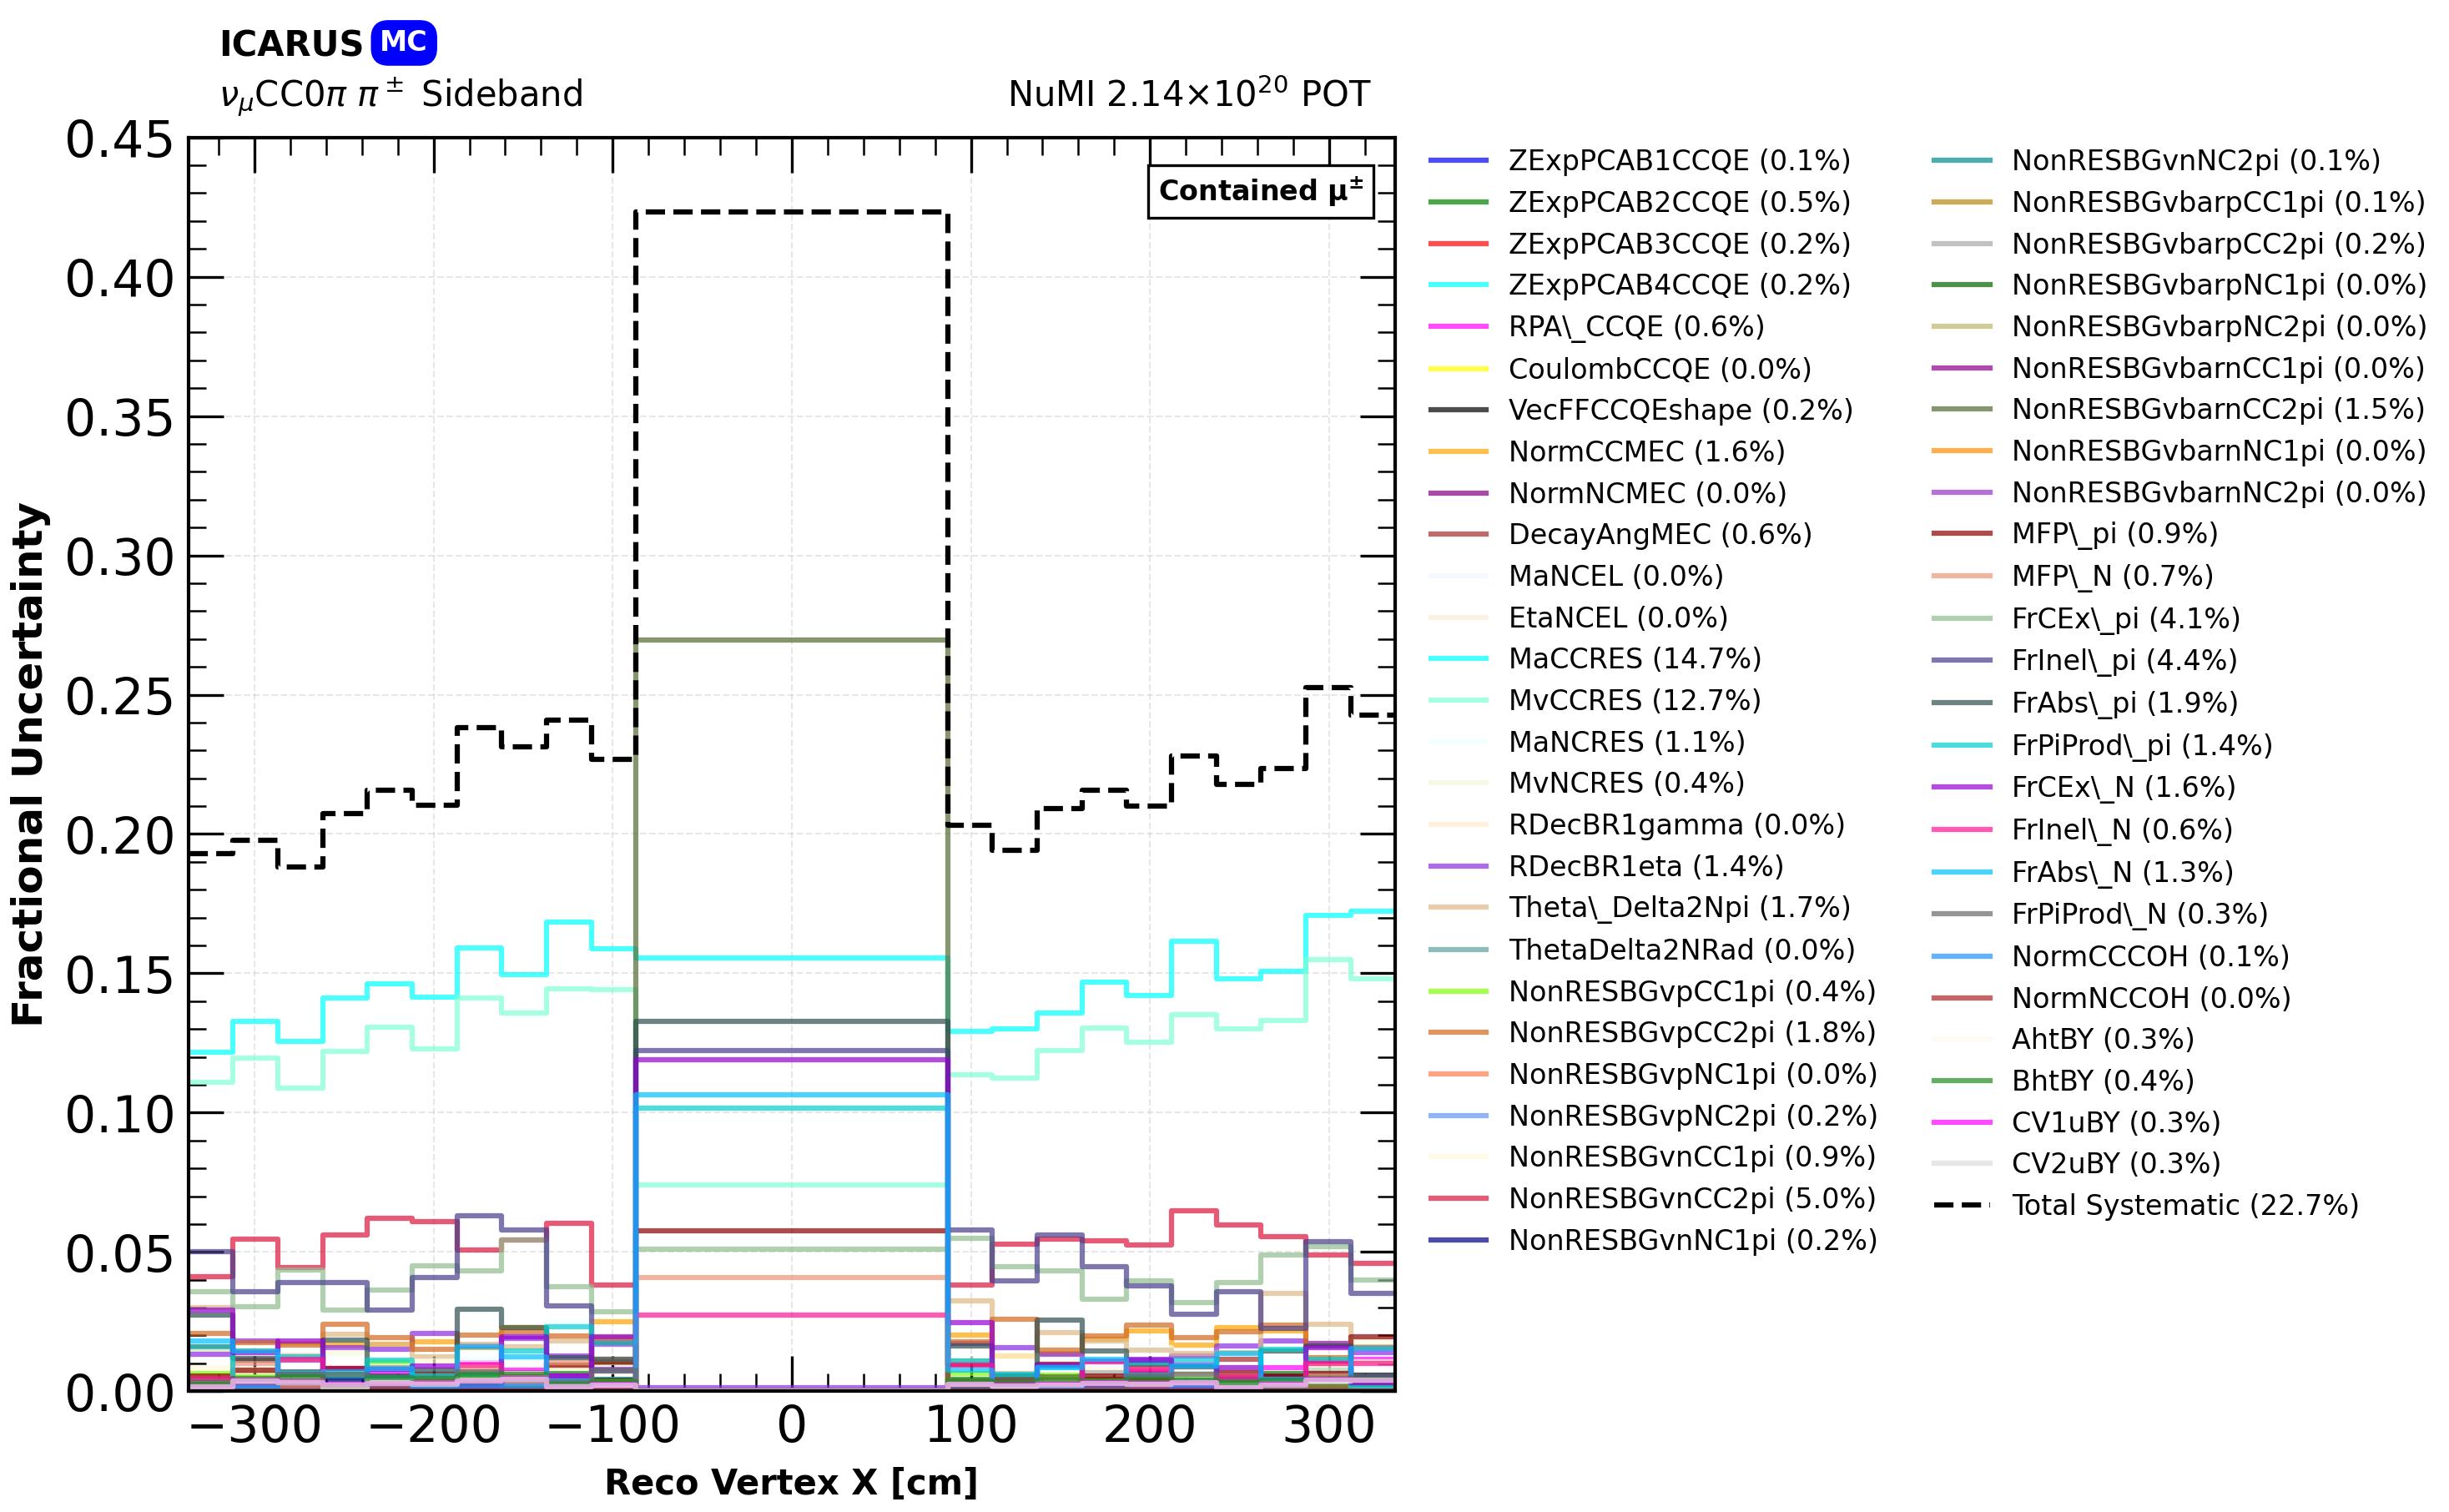 ICARUS MC
νμCC0π π± Sideband
NuMI 2.14×10²⁰ POT
Contained μ±
0.45
0.40
0.35
0.30
0.25
0.20
0.15
0.10
0.05
0.00
Fractional Uncertainty
−300 −200 −100 0 100 200 300
Reco Vertex X [cm]
ZExpPCAB1CCQE (0.1%)
ZExpPCAB2CCQE (0.5%)
ZExpPCAB3CCQE (0.2%)
ZExpPCAB4CCQE (0.2%)
RPA\_CCQE (0.6%)
CoulombCCQE (0.0%)
VecFFCCQEshape (0.2%)
NormCCMEC (1.6%)
NormNCMEC (0.0%)
DecayAngMEC (0.6%)
MaNCEL (0.0%)
EtaNCEL (0.0%)
MaCCRES (14.7%)
MvCCRES (12.7%)
MaNCRES (1.1%)
MvNCRES (0.4%)
RDecBR1gamma (0.0%)
RDecBR1eta (1.4%)
Theta\_Delta2Npi (1.7%)
ThetaDelta2NRad (0.0%)
NonRESBGvpCC1pi (0.4%)
NonRESBGvpCC2pi (1.8%)
NonRESBGvpNC1pi (0.0%)
NonRESBGvpNC2pi (0.2%)
NonRESBGvnCC1pi (0.9%)
NonRESBGvnCC2pi (5.0%)
NonRESBGvnNC1pi (0.2%)
NonRESBGvnNC2pi (0.1%)
NonRESBGvbarpCC1pi (0.1%)
NonRESBGvbarpCC2pi (0.2%)
NonRESBGvbarpNC1pi (0.0%)
NonRESBGvbarpNC2pi (0.0%)
NonRESBGvbarnCC1pi (0.0%)
NonRESBGvbarnCC2pi (1.5%)
NonRESBGvbarnNC1pi (0.0%)
NonRESBGvbarnNC2pi (0.0%)
MFP\_pi (0.9%)
MFP\_N (0.7%)
FrCEx\_pi (4.1%)
FrInel\_pi (4.4%)
FrAbs\_pi (1.9%)
FrPiProd\_pi (1.4%)
FrCEx\_N (1.6%)
FrInel\_N (0.6%)
FrAbs\_N (1.3%)
FrPiProd\_N (0.3%)
NormCCCOH (0.1%)
NormNCCOH (0.0%)
AhtBY (0.3%)
BhtBY (0.4%)
CV1uBY (0.3%)
CV2uBY (0.3%)
Total Systematic (22.7%)